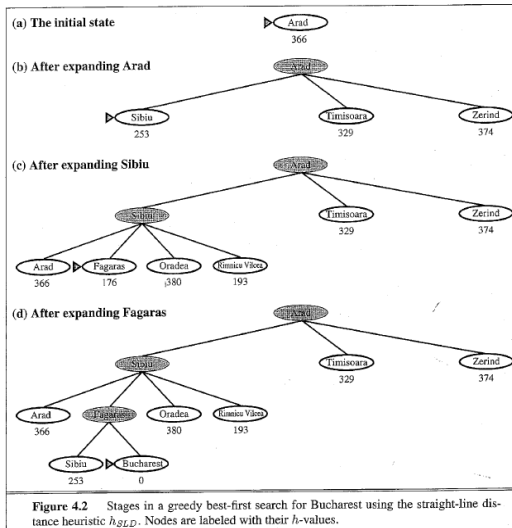 (a) The initial state
Arad
366
(b) After expanding Arad
Arad
Sibiu
Timisoara
Zerind
253
329
374
(c) After expanding Sibiu
Arad
Sibiu
Timisoara
Zerind
329
374
Arad
Fagaras
Oradea
Rimnicu Vilcea
366
176
380
193
(d) After expanding Fagaras
Arad
Sibiu
Timisoara
Zerind
329
374
Arad
Fagaras
Oradea
Rimnicu Vilcea
366
380
193
Sibiu
Bucharest
253
0
Figure 4.2 Stages in a greedy best-first search for Bucharest using the straight-line dis-
tance heuristic hSLD. Nodes are labeled with their h-values.